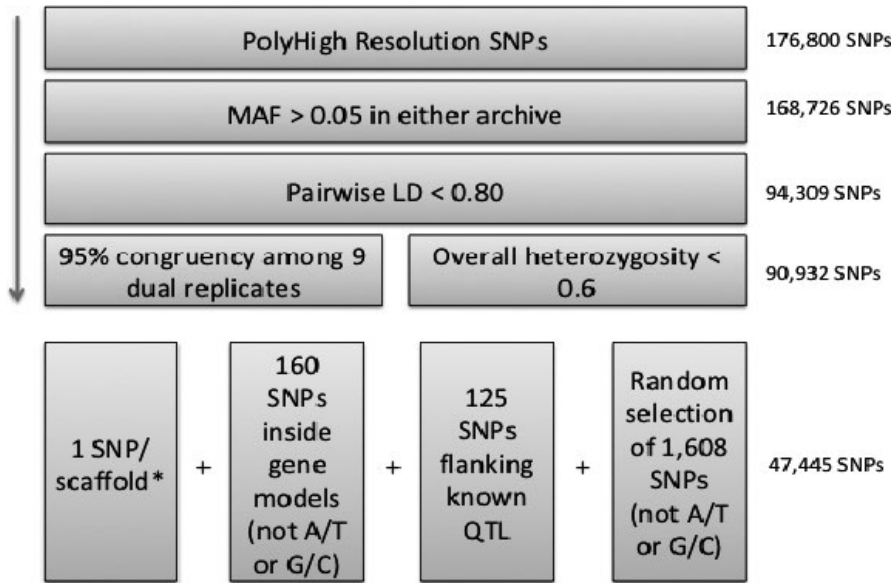 PolyHigh Resolution SNPs
176,800 SNPs
MAF > 0.05 in either archive
168,726 SNPs
Pairwise LD < 0.80
94,309 SNPs
95% congruency among 9
dual replicates
Overall heterozygosity <
0.6
90,932 SNPs
1 SNP/
scaffold*
+
160
SNPs
inside
gene
models
(not A/T
or G/C)
+
125
SNPs
flanking
known
QTL
+
Random
selection
of 1,608
SNPs
(not A/T
or G/C)
47,445 SNPs